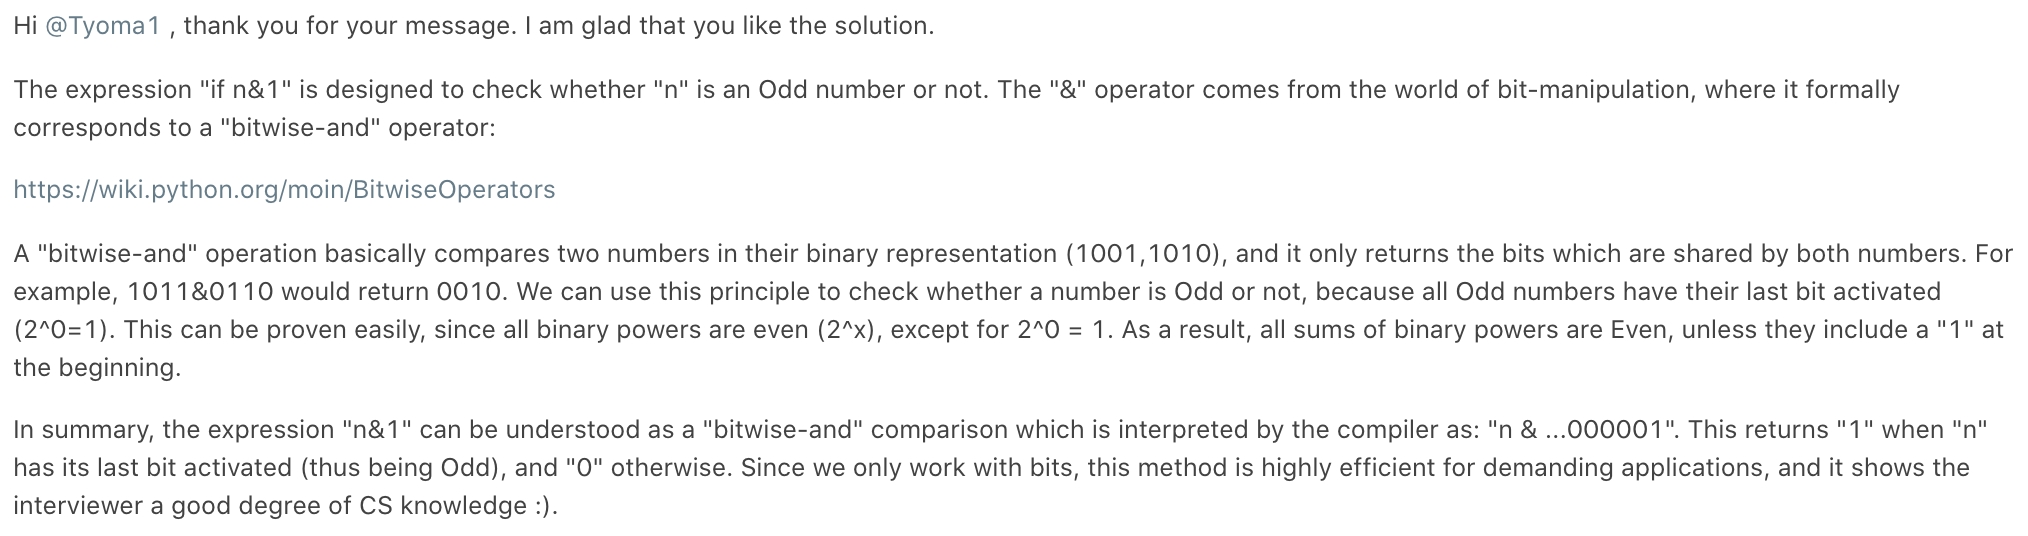 Hi @Tyoma1 , thank you for your message. I am glad that you like the solution.
The expression "if n&1" is designed to check whether "n" is an Odd number or not. The "&" operator comes from the world of bit-manipulation, where it formally
corresponds to a "bitwise-and" operator:
https://wiki.python.org/moin/BitwiseOperators
A "bitwise-and" operation basically compares two numbers in their binary representation (1001,1010), and it only returns the bits which are shared by both numbers. For
example, 1011&0110 would return 0010. We can use this principle to check whether a number is Odd or not, because all Odd numbers have their last bit activated
(2^0=1). This can be proven easily, since all binary powers are even (2^x), except for 2^0 = 1. As a result, all sums of binary powers are Even, unless they include a "1" at
the beginning.
In summary, the expression "n&1" can be understood as a "bitwise-and" comparison which is interpreted by the compiler as: "n & ...000001". This returns "1" when "n"
has its last bit activated (thus being Odd), and "0" otherwise. Since we only work with bits, this method is highly efficient for demanding applications, and it shows the
interviewer a good degree of CS knowledge :).